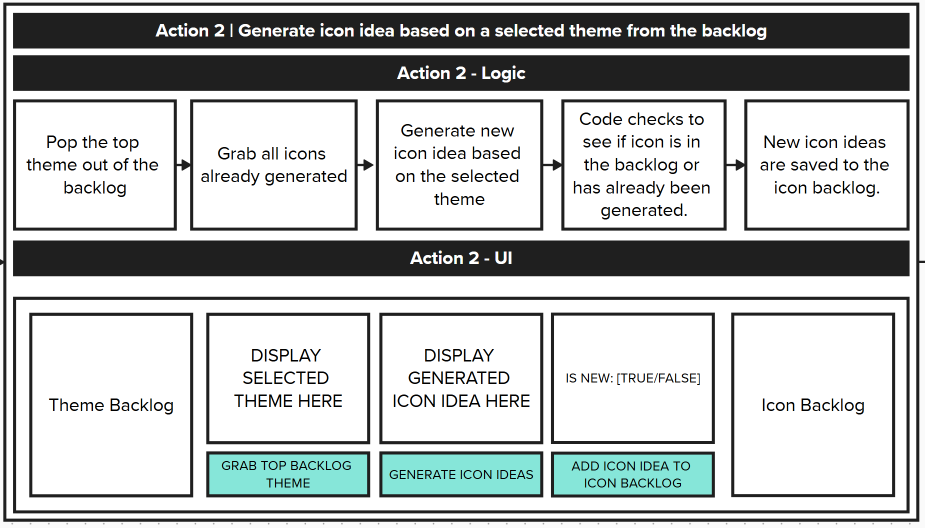 Action 2 | Generate icon idea based on a selected theme from the backlog
Action 2 - Logic
Pop the top
theme out of the
backlog
Grab all icons
already generated
Generate new
icon idea based
on the selected
theme
Code checks to
see if icon is in
the backlog or
has already been
generated.
New icon ideas
are saved to the
icon backlog.
Action 2 - UI
Theme Backlog
DISPLAY
SELECTED
THEME HERE
GRAB TOP BACKLOG
THEME
DISPLAY
GENERATED
ICON IDEA HERE
GENERATE ICON IDEAS
IS NEW: [TRUE/FALSE]
ADD ICON IDEA TO
ICON BACKLOG
Icon Backlog